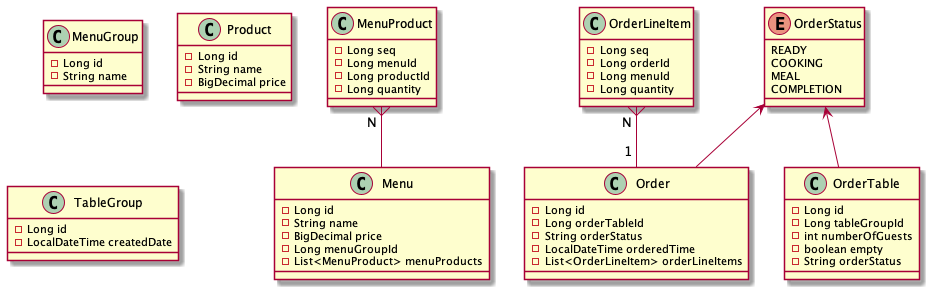 C MenuGroup
Long id
String name
C Product
Long id
String name
BigDecimal price
C MenuProduct
Long seq
Long menuId
Long productId
Long quantity
C OrderLineItem
Long seq
Long orderId
Long menuId
Long quantity
E OrderStatus
READY
COOKING
MEAL
COMPLETION
N
N
1
C TableGroup
Long id
LocalDateTime createdDate
C Menu
Long id
String name
BigDecimal price
Long menuGroupId
List<MenuProduct> menuProducts
C Order
Long id
Long orderTableId
String orderStatus
LocalDateTime orderedTime
List<OrderLineItem> orderLineItems
C OrderTable
Long id
Long tableGroupId
int numberOfGuests
boolean empty
String orderStatus